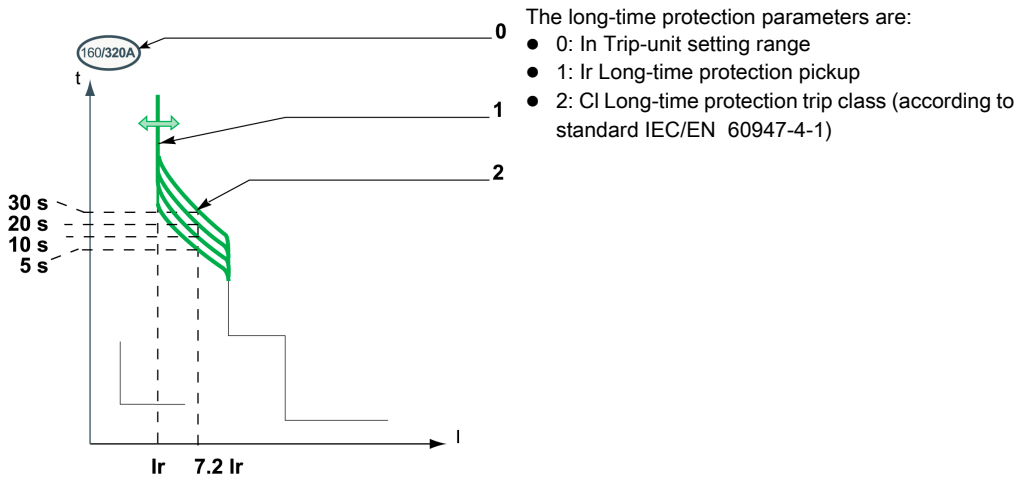 160/320A
0
t
1
2
30 s
20 s
10 s
5 s
I
Ir 7.2 Ir
The long-time protection parameters are:
● 0: In Trip-unit setting range
● 1: Ir Long-time protection pickup
● 2: Cl Long-time protection trip class (according to
standard IEC/EN  60947-4-1)